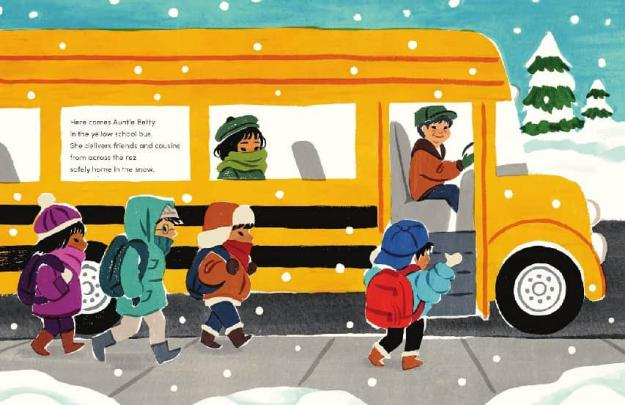 Here comes Auntie Betty
in the yellow school bus.
She delivers friends and cousins
from across the rez
safely home in the snow.